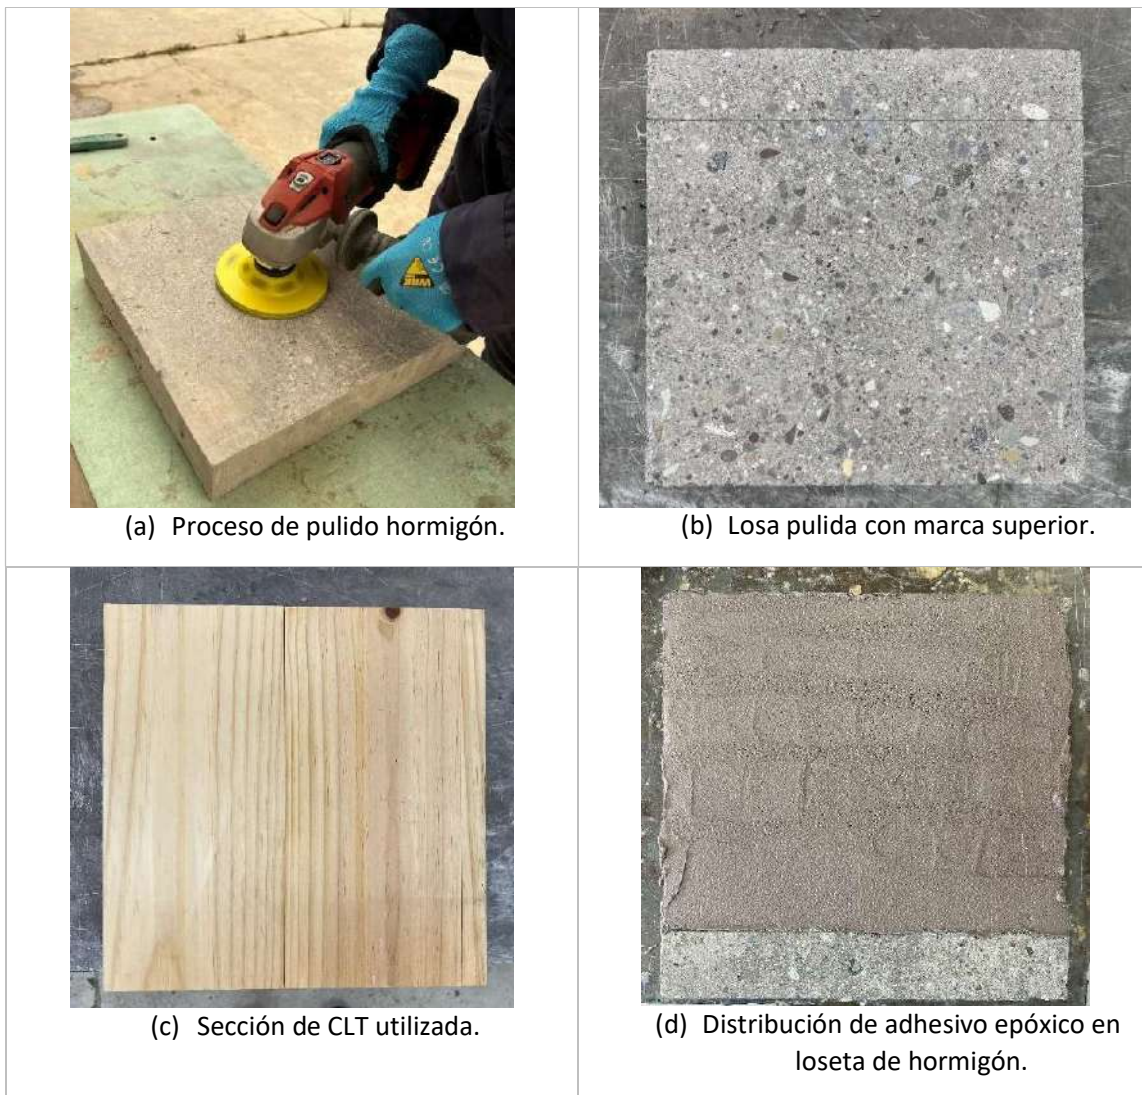 (a) Proceso de pulido hormigón.
(b) Losa pulida con marca superior.
(c) Sección de CLT utilizada.
(d) Distribución de adhesivo epóxico en
loseta de hormigón.